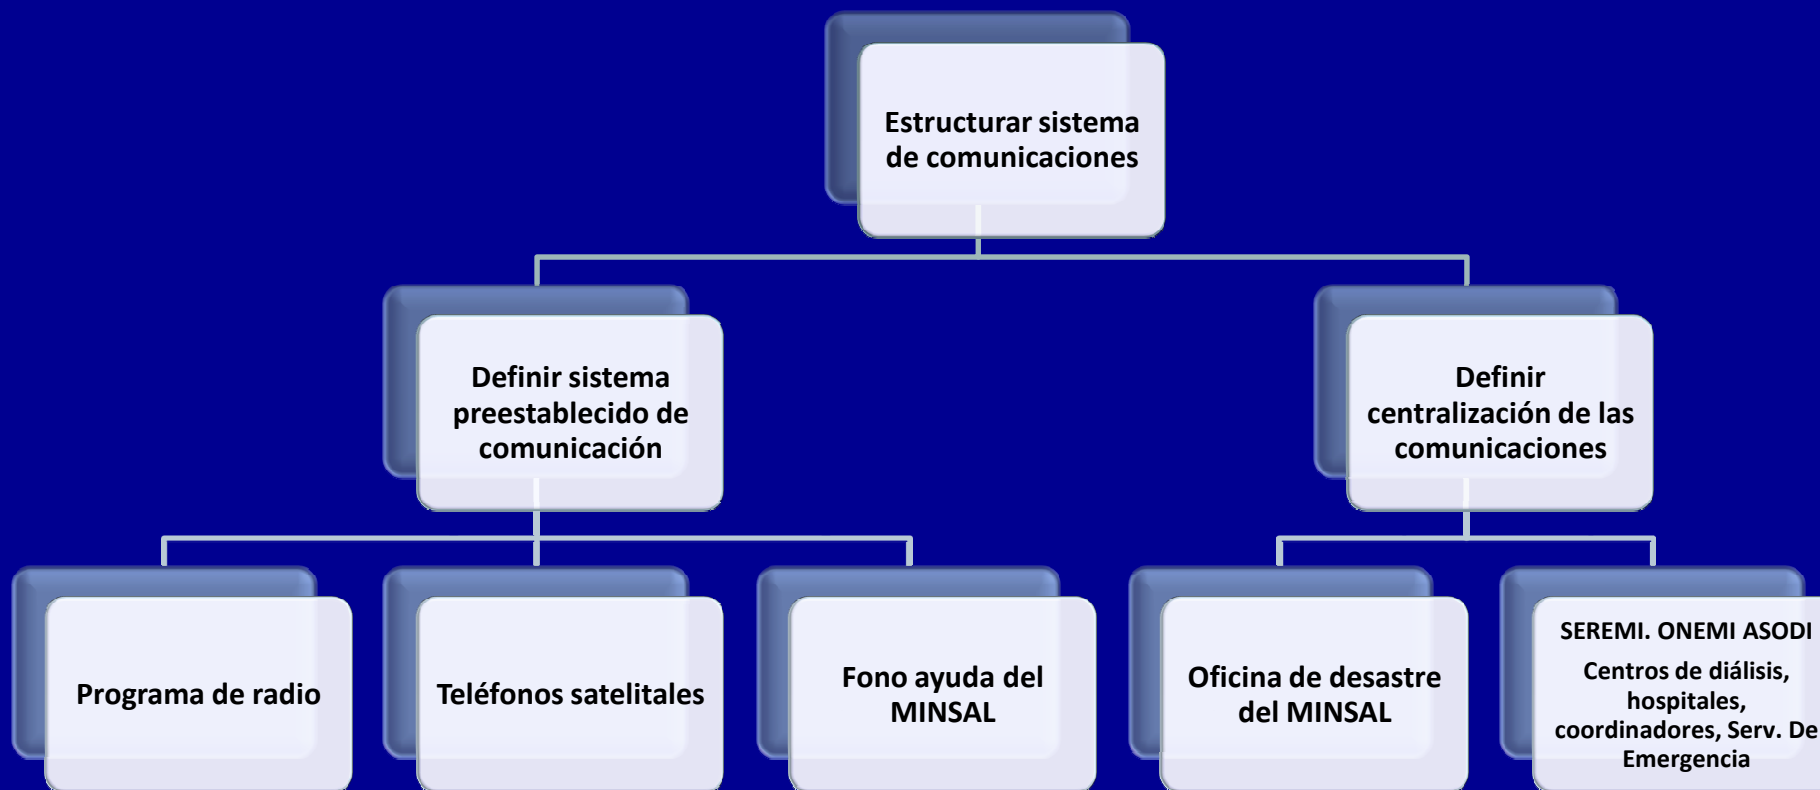 Estructurar sistema
de comunicaciones
Definir sistema
preestablecido de
comunicación
Definir
centralización de las
comunicaciones
Programa de radio
Teléfonos satelitales
Fono ayuda del
MINSAL
Oficina de desastre
del MINSAL
SEREMI. ONEMI ASODI
Centros de diálisis,
hospitales,
coordinadores, Serv. De
Emergencia